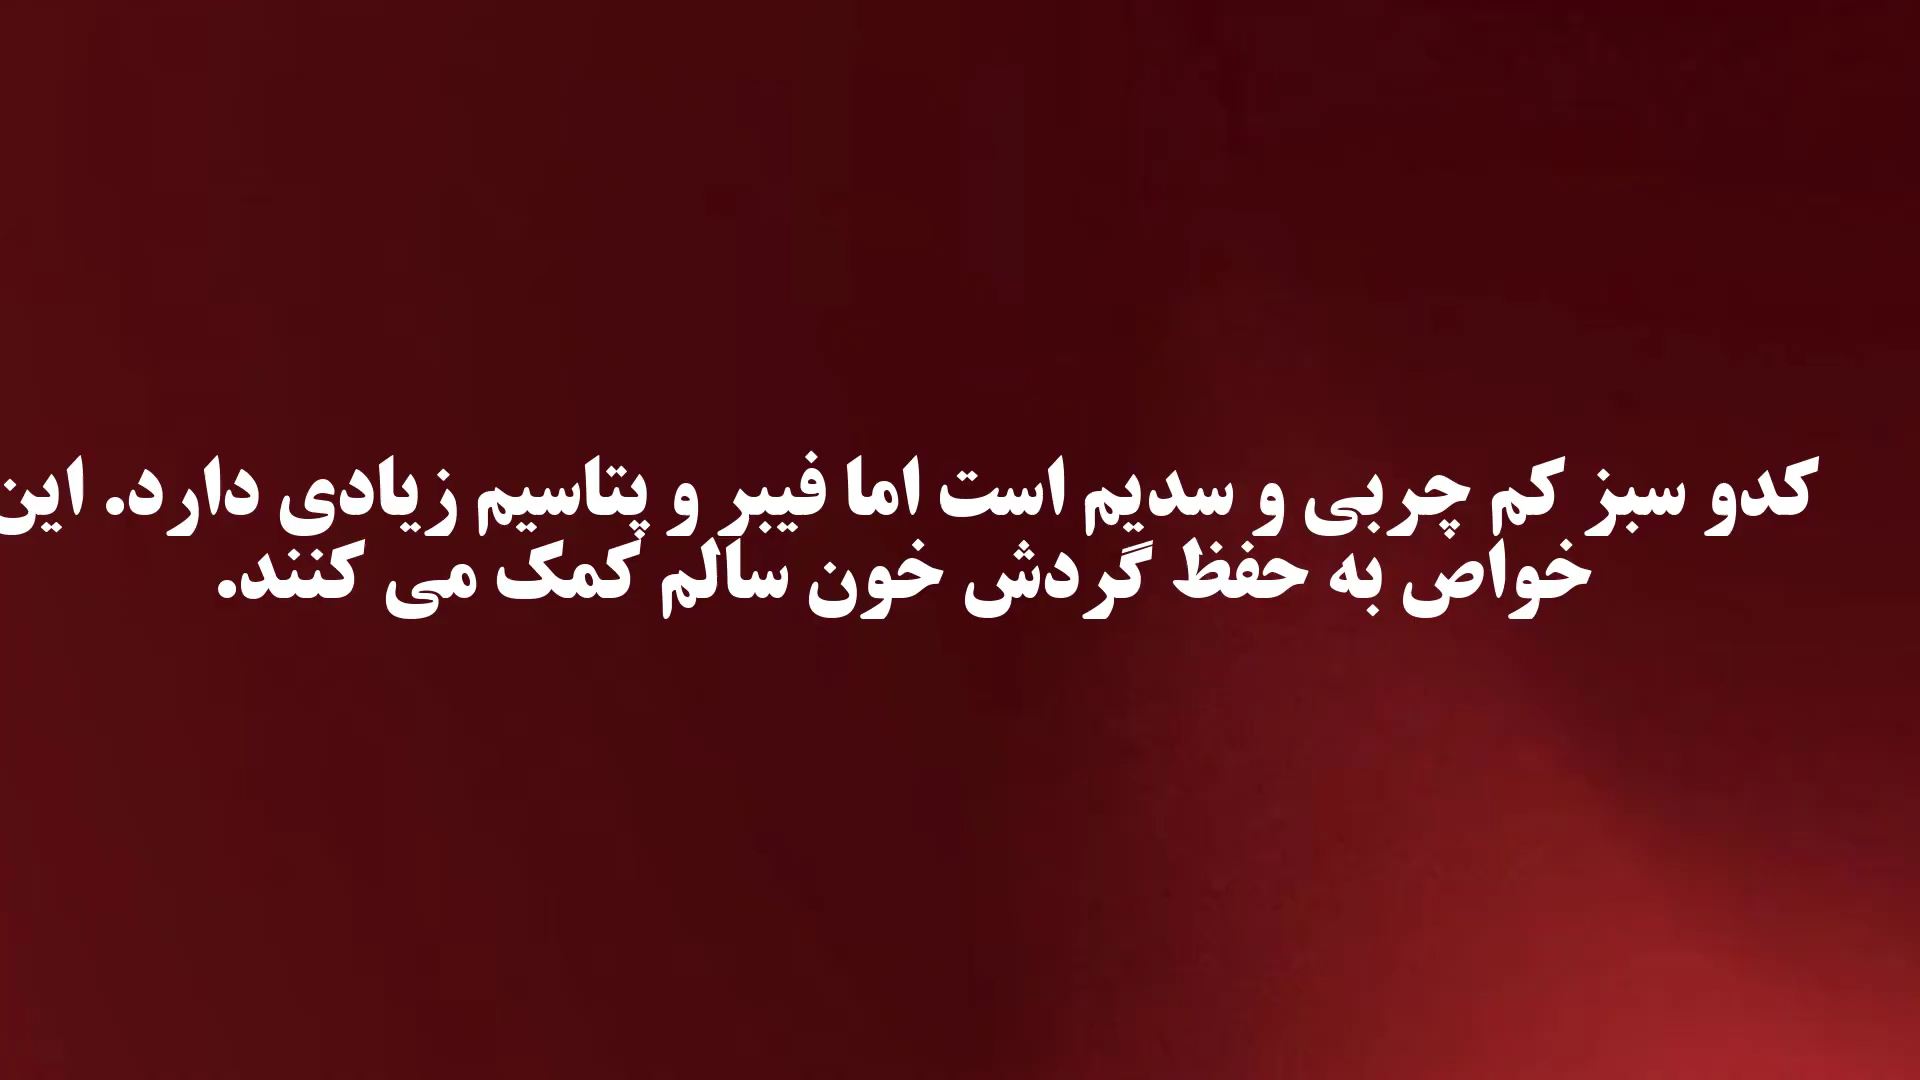 کدو سبز کم چربی و سدیم است اما فیبر و پتاسیم زیادی دارد. این
خواص به حفظ گردش خون سالم کمک می کنند.